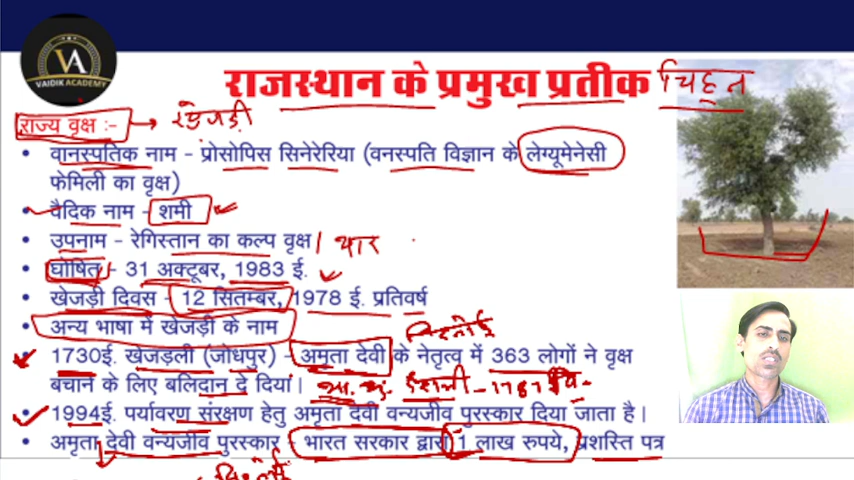 VA
VAIDIK ACADEMY
राजस्थान के प्रमुख प्रतीक चिह्न
राज्य वृक्ष :- → खेजड़ी
• वानस्पतिक नाम - प्रोसोपिस सिनेरेरिया (वनस्पति विज्ञान के लेग्यूमेनेसी
फेमिली का वृक्ष)
• वैदिक नाम - शमी
• उपनाम - रेगिस्तान का कल्प वृक्ष / थार
• घोषित - 31 अक्टूबर, 1983 ई.
• खेजड़ी दिवस - 12 सितम्बर, 1978 ई. प्रतिवर्ष
• अन्य भाषा में खेजड़ी के नाम
बिश्नोई
• 1730ई. खेजड़ली (जोधपुर) - अमृता देवी के नेतृत्व में 363 लोगों ने वृक्ष
बचाने के लिए बलिदान दे दिया।
• 1994ई. पर्यावरण संरक्षण हेतु अमृता देवी वन्यजीव पुरस्कार दिया जाता है।
• अमृता देवी वन्यजीव पुरस्कार - भारत सरकार द्वारा 1 लाख रुपये, प्रशस्ति पत्र
बिश्नोई